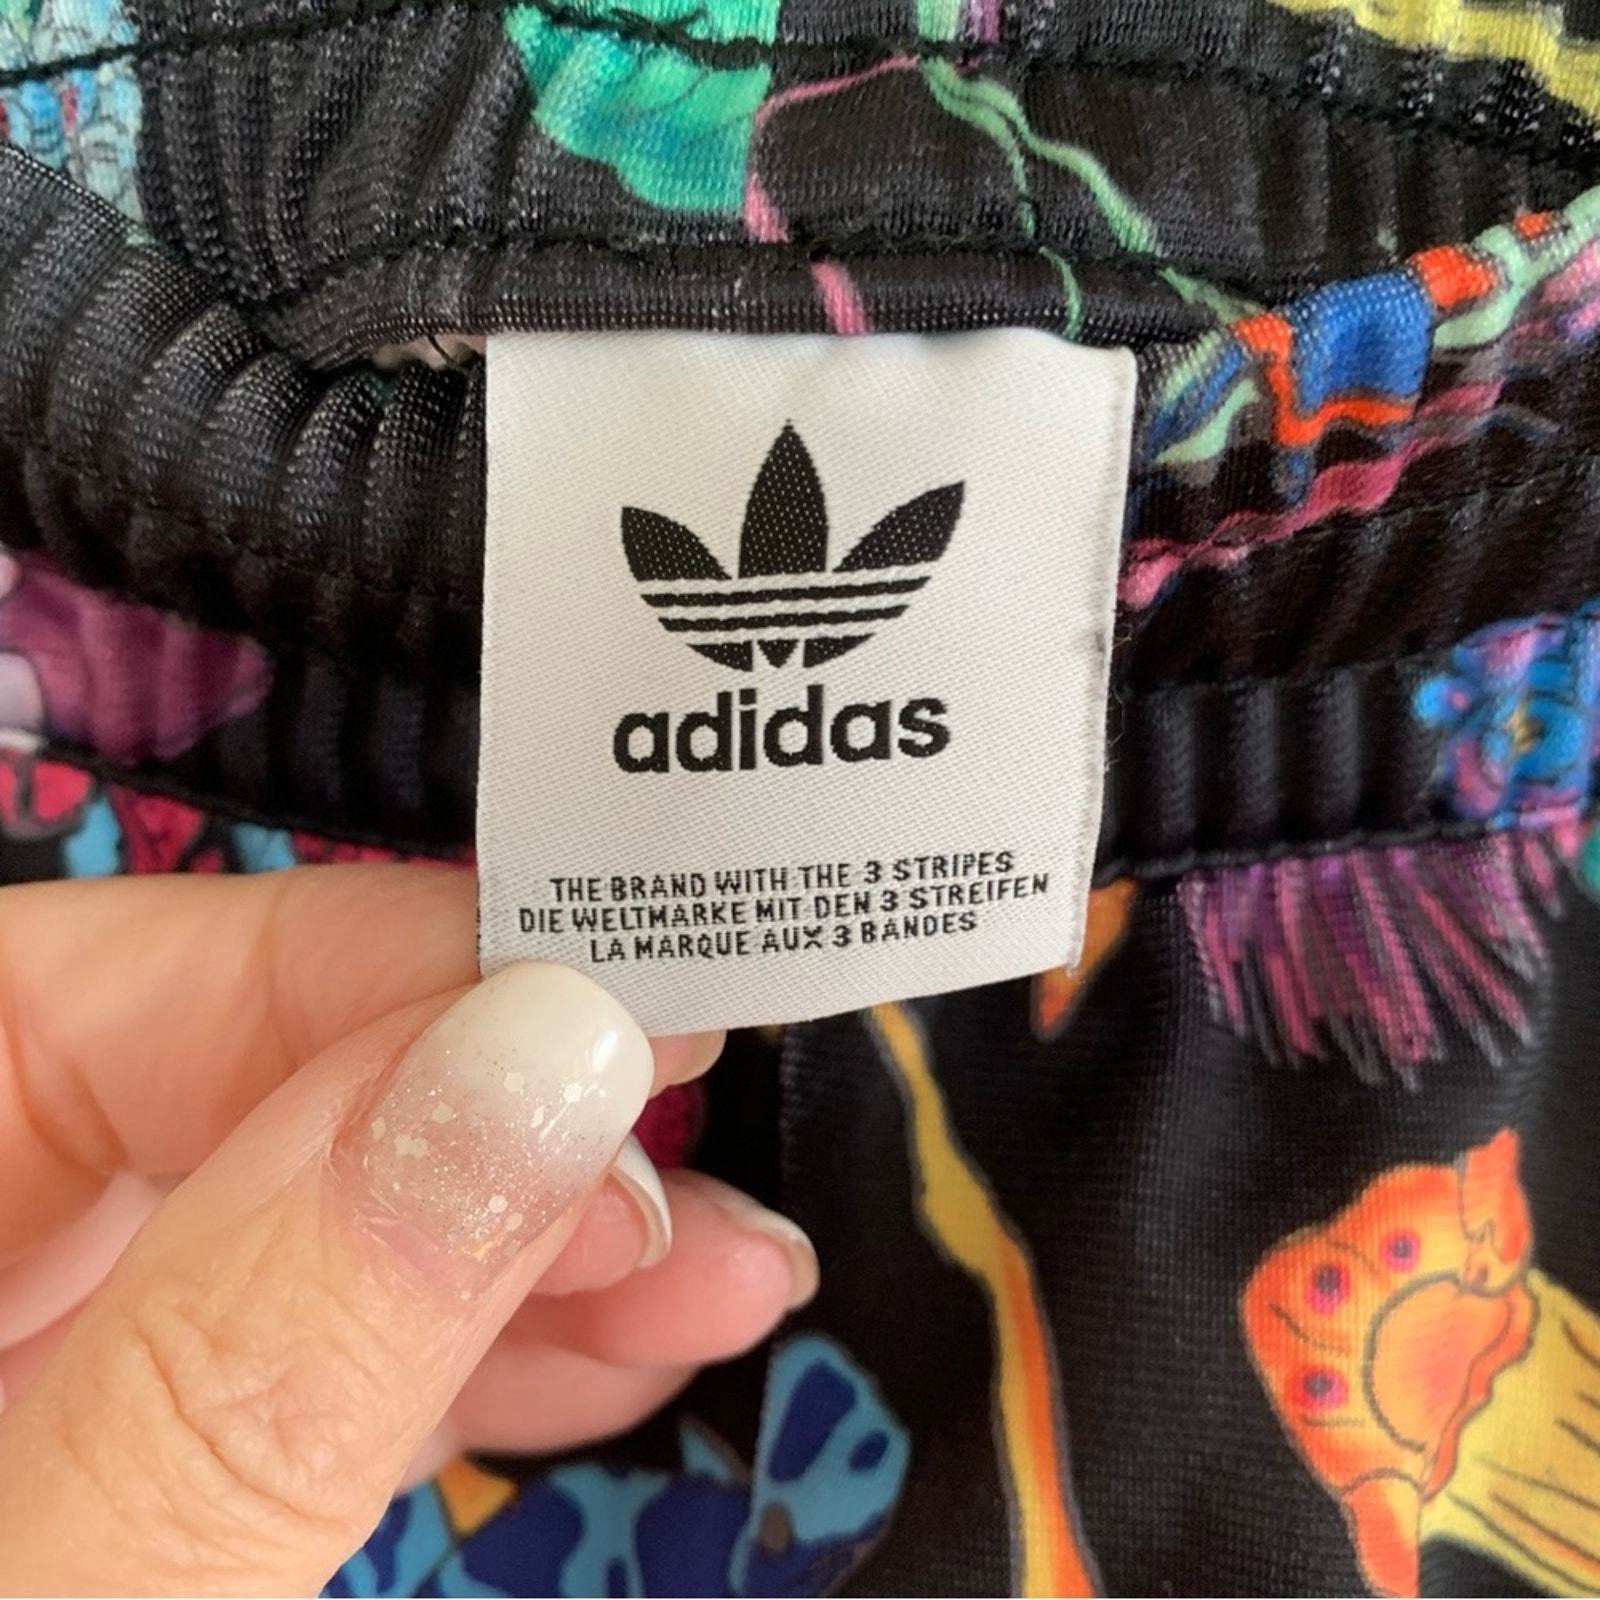 adidas
THE BRAND WITH THE 3 STRIPES
DIE WELTMARKE MIT DEN 3 STREIFEN
LA MARQUE AUX 3 BANDES